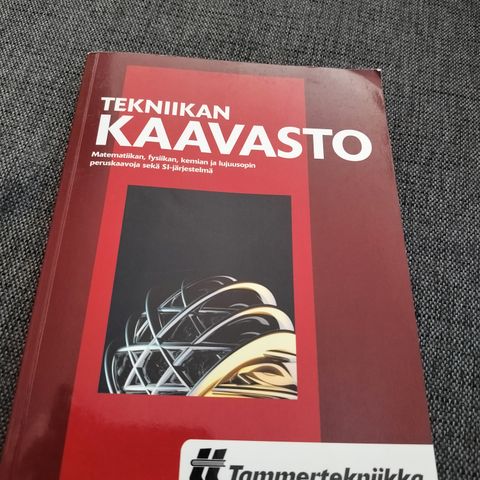 TEKNIIKAN
KAAVASTO
Matematiikan, fysiikan, kemian ja lujuusopin
peruskaavoja sekä SI-järjestelmä
Tammertekniikka